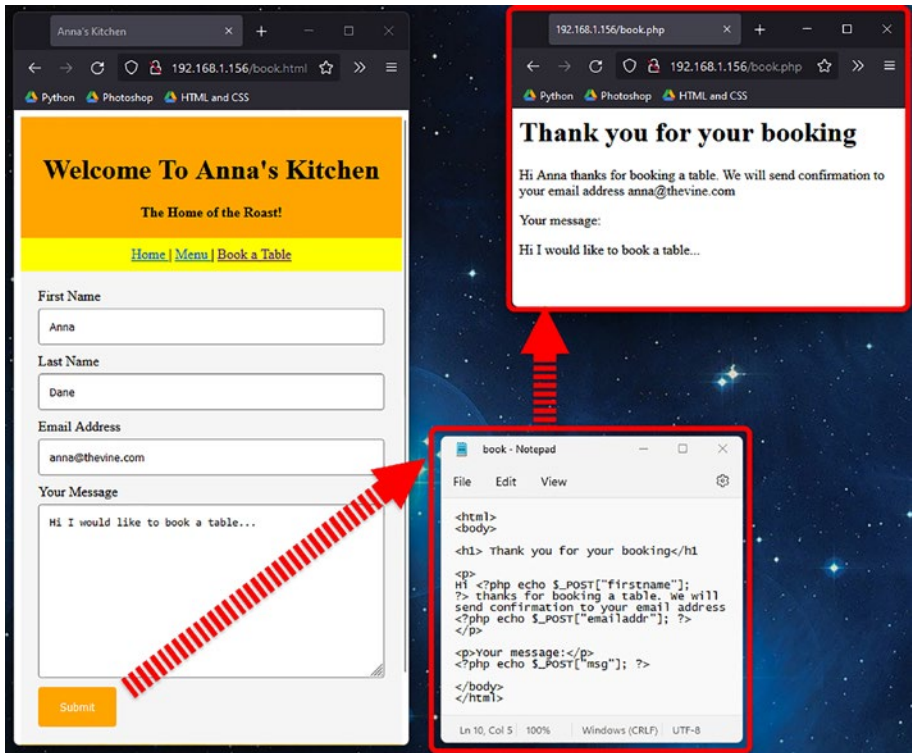 Anna's Kitchen
192.168.1.156/book.html
Python Photoshop HTML and CSS
Welcome To Anna's Kitchen
The Home of the Roast!
Home | Menu | Book a Table
First Name
Anna
Last Name
Dane
Email Address
anna@thevine.com
Your Message
Hi I would like to book a table...
Submit
192.168.1.156/book.php
192.168.1.156/book.php
Python Photoshop HTML and CSS
Thank you for your booking
Hi Anna thanks for booking a table. We will send confirmation to
your email address anna@thevine.com
Your message:
Hi I would like to book a table...
book - Notepad
File Edit View
<html>
<body>
<h1> Thank you for your booking</h1
<p>
Hi <?php echo $_POST["firstname"];
?> thanks for booking a table. We will
send confirmation to your email address
<?php echo $_POST["emailaddr"]; ?>
</p>
<p>Your message:</p>
<?php echo $_POST["msg"]; ?>
</body>
</html>
Ln 10, Col 5 100% Windows (CRLF) UTF-8